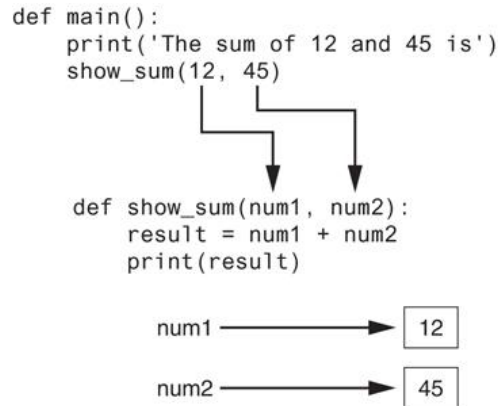 def main():
    print('The sum of 12 and 45 is')
    show_sum(12, 45)
def show_sum(num1, num2):
    result = num1 + num2
    print(result)
num1 12
num2 45